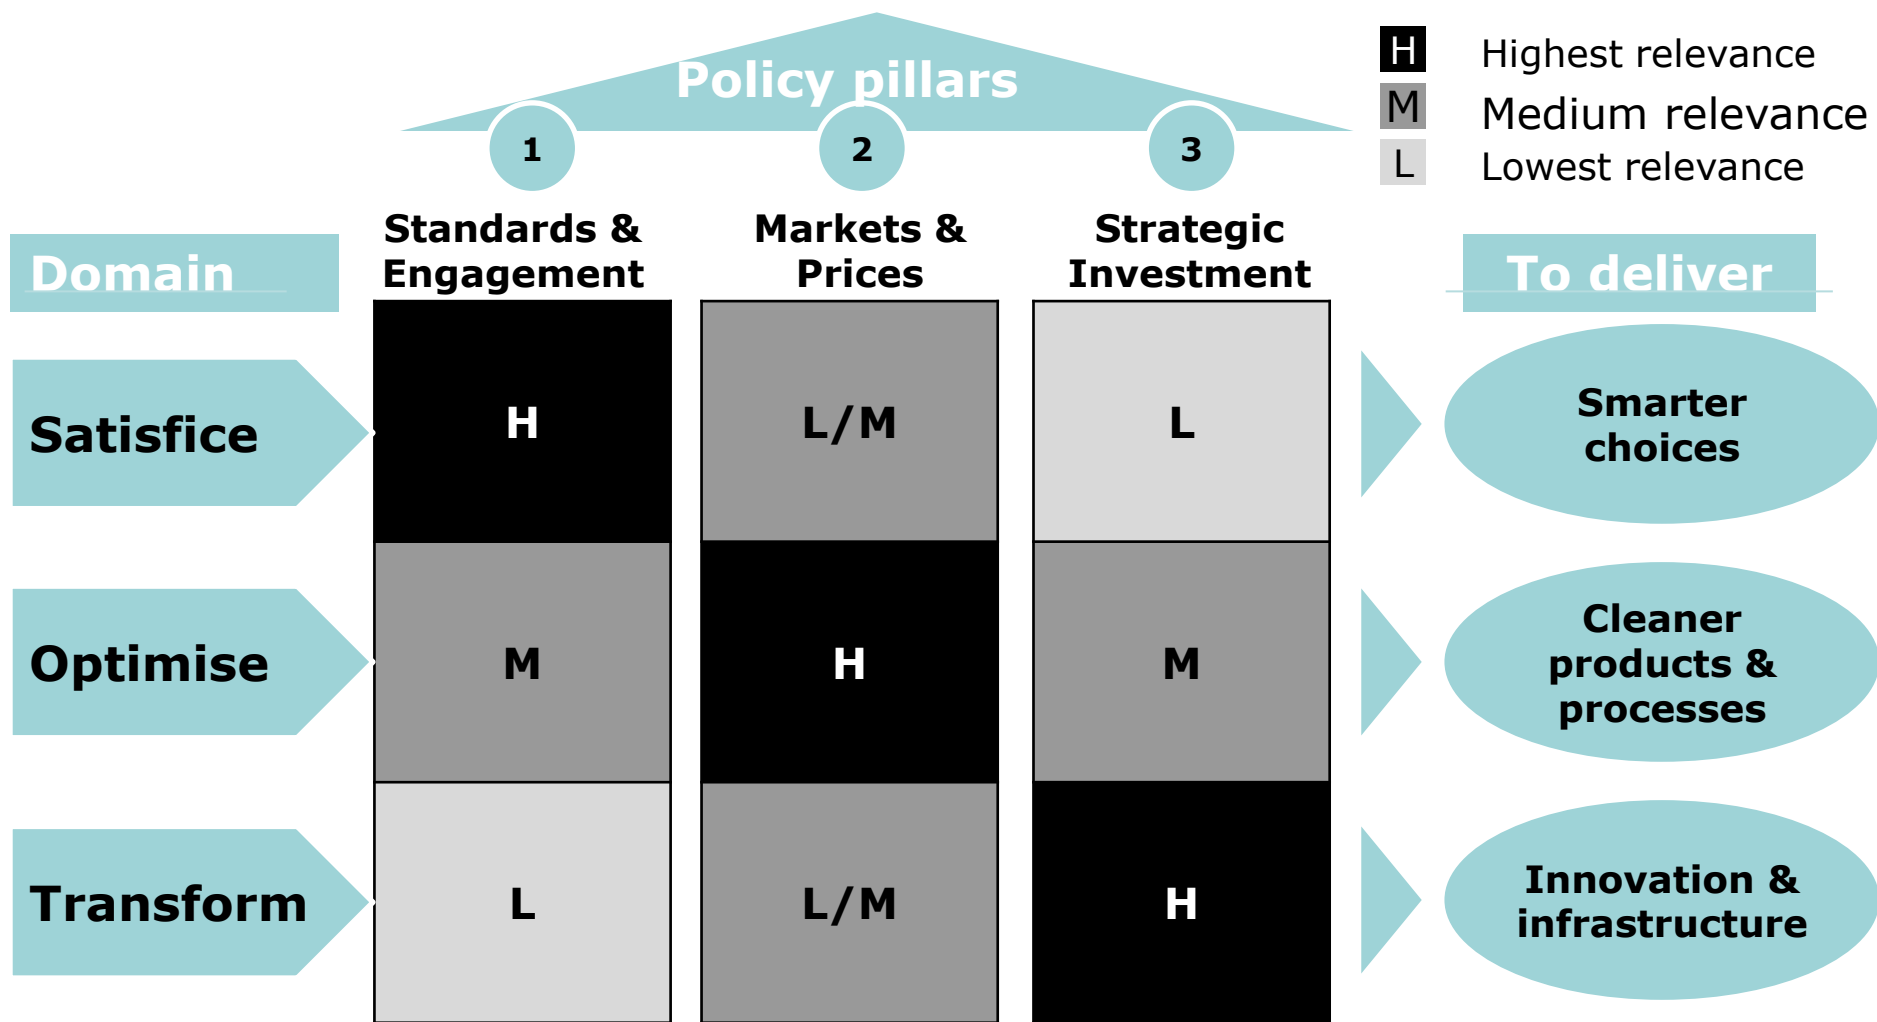 Policy pillars
H Highest relevance
M Medium relevance
L Lowest relevance
1 2 3
Standards & Markets & Strategic
Engagement Prices Investment
Domain
To deliver
Satisfice
H
L/M
L
Smarter
choices
Optimise
M
H
M
Cleaner
products &
processes
Transform
L
L/M
H
Innovation &
infrastructure